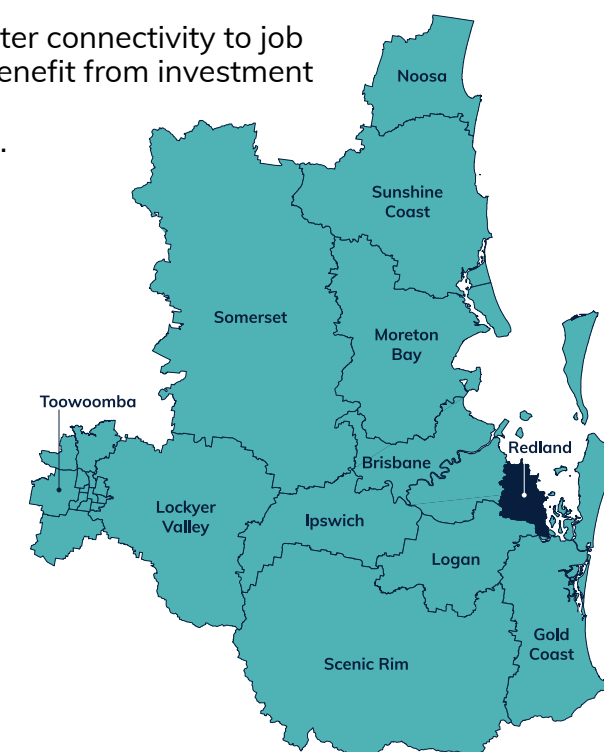 ter connectivity to job
enefit from investment
.
Noosa
Sunshine
Coast
Somerset
Moreton
Bay
Toowoomba
Redland
Brisbane
Lockyer
Valley
Ipswich
Logan
Gold
Coast
Scenic Rim